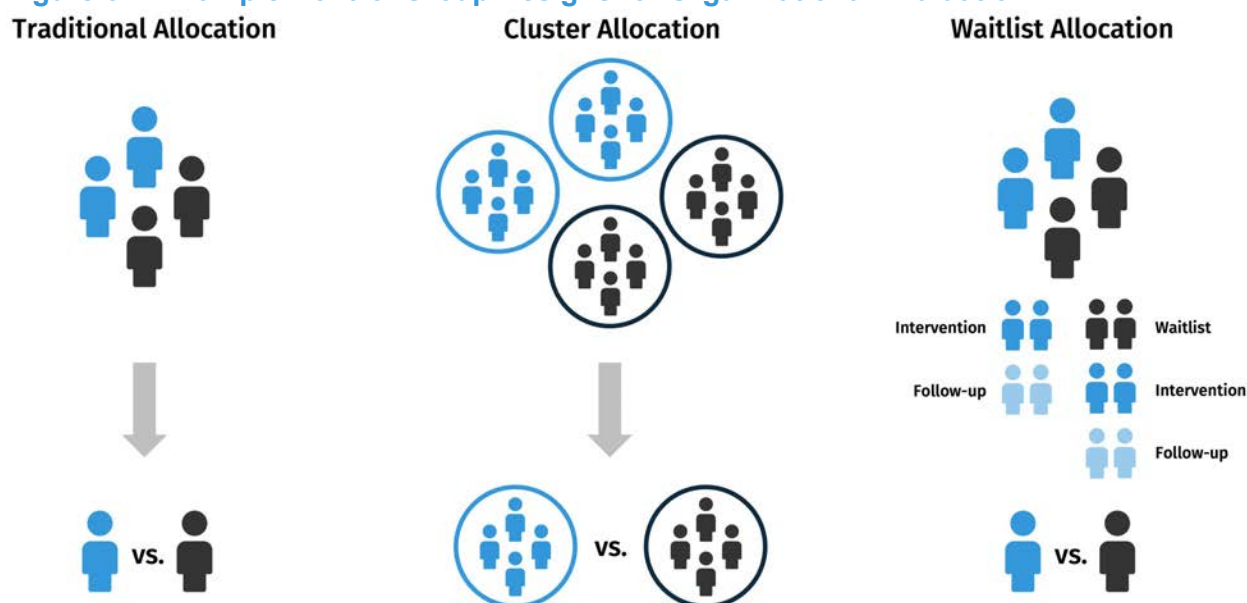 Traditional Allocation
Cluster Allocation
Waitlist Allocation
Intervention
Waitlist
Follow-up
Intervention
Follow-up
vs.
vs.
vs.